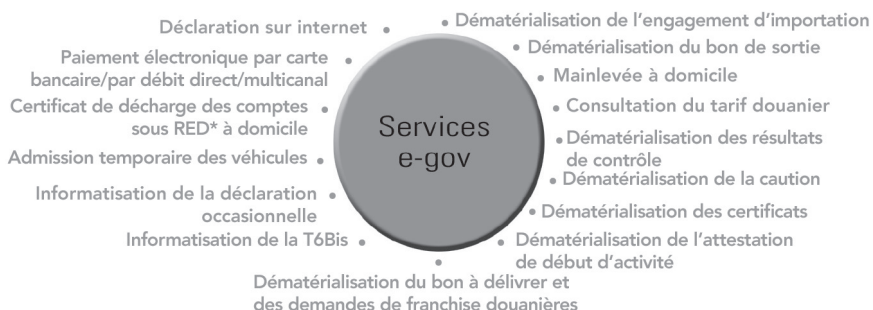 Services
e-gov
Déclaration sur internet
Paiement électronique par carte
bancaire/par débit direct/multicanal
Certificat de décharge des comptes
sous RED* à domicile
Admission temporaire des véhicules
Informatisation de la déclaration
occasionnelle
Informatisation de la T6Bis
Dématérialisation du bon à délivrer et
des demandes de franchise douanières
Dématérialisation de l'engagement d'importation
Dématérialisation du bon de sortie
Mainlevée à domicile
Consultation du tarif douanier
Dématérialisation des résultats
de contrôle
Dématérialisation de la caution
Dématérialisation des certificats
Dématérialisation de l'attestation
de début d'activité